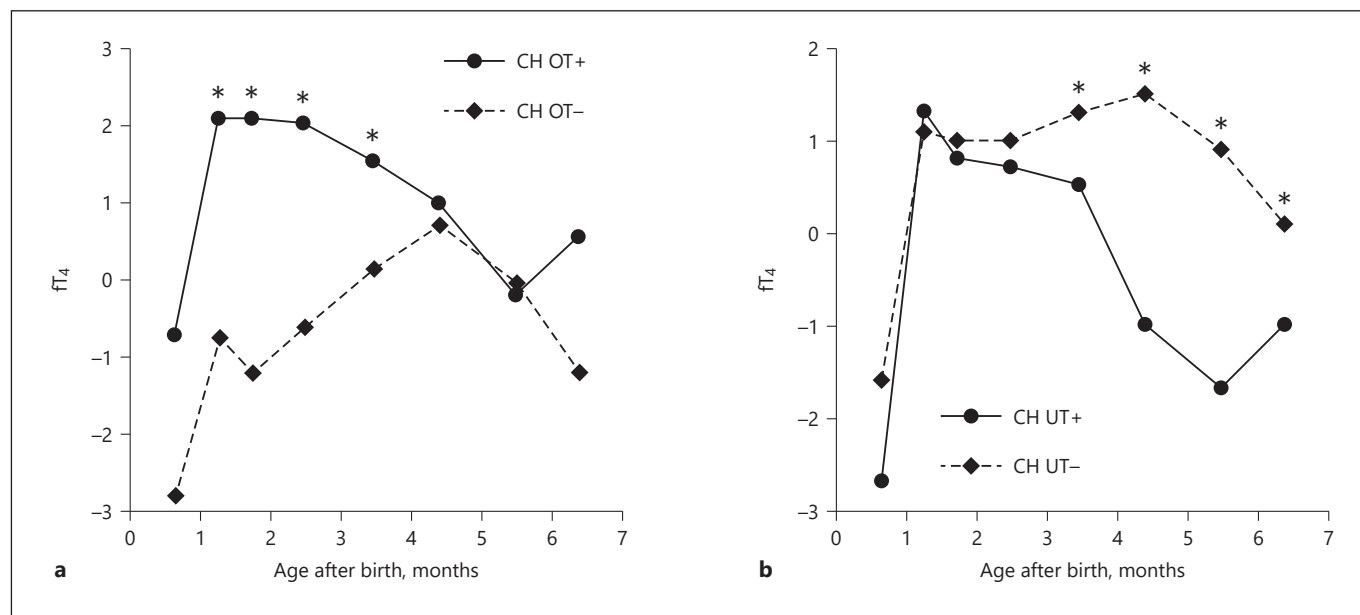 3
2
1
0
–1
–2
–3
fT4
* * * *
CH OT+
CH OT–
0 1 2 3 4 5 6 7
a
Age after birth, months
2
1
0
–1
–2
–3
fT4
* * * *
CH UT+
CH UT–
0 1 2 3 4 5 6 7
b
Age after birth, months